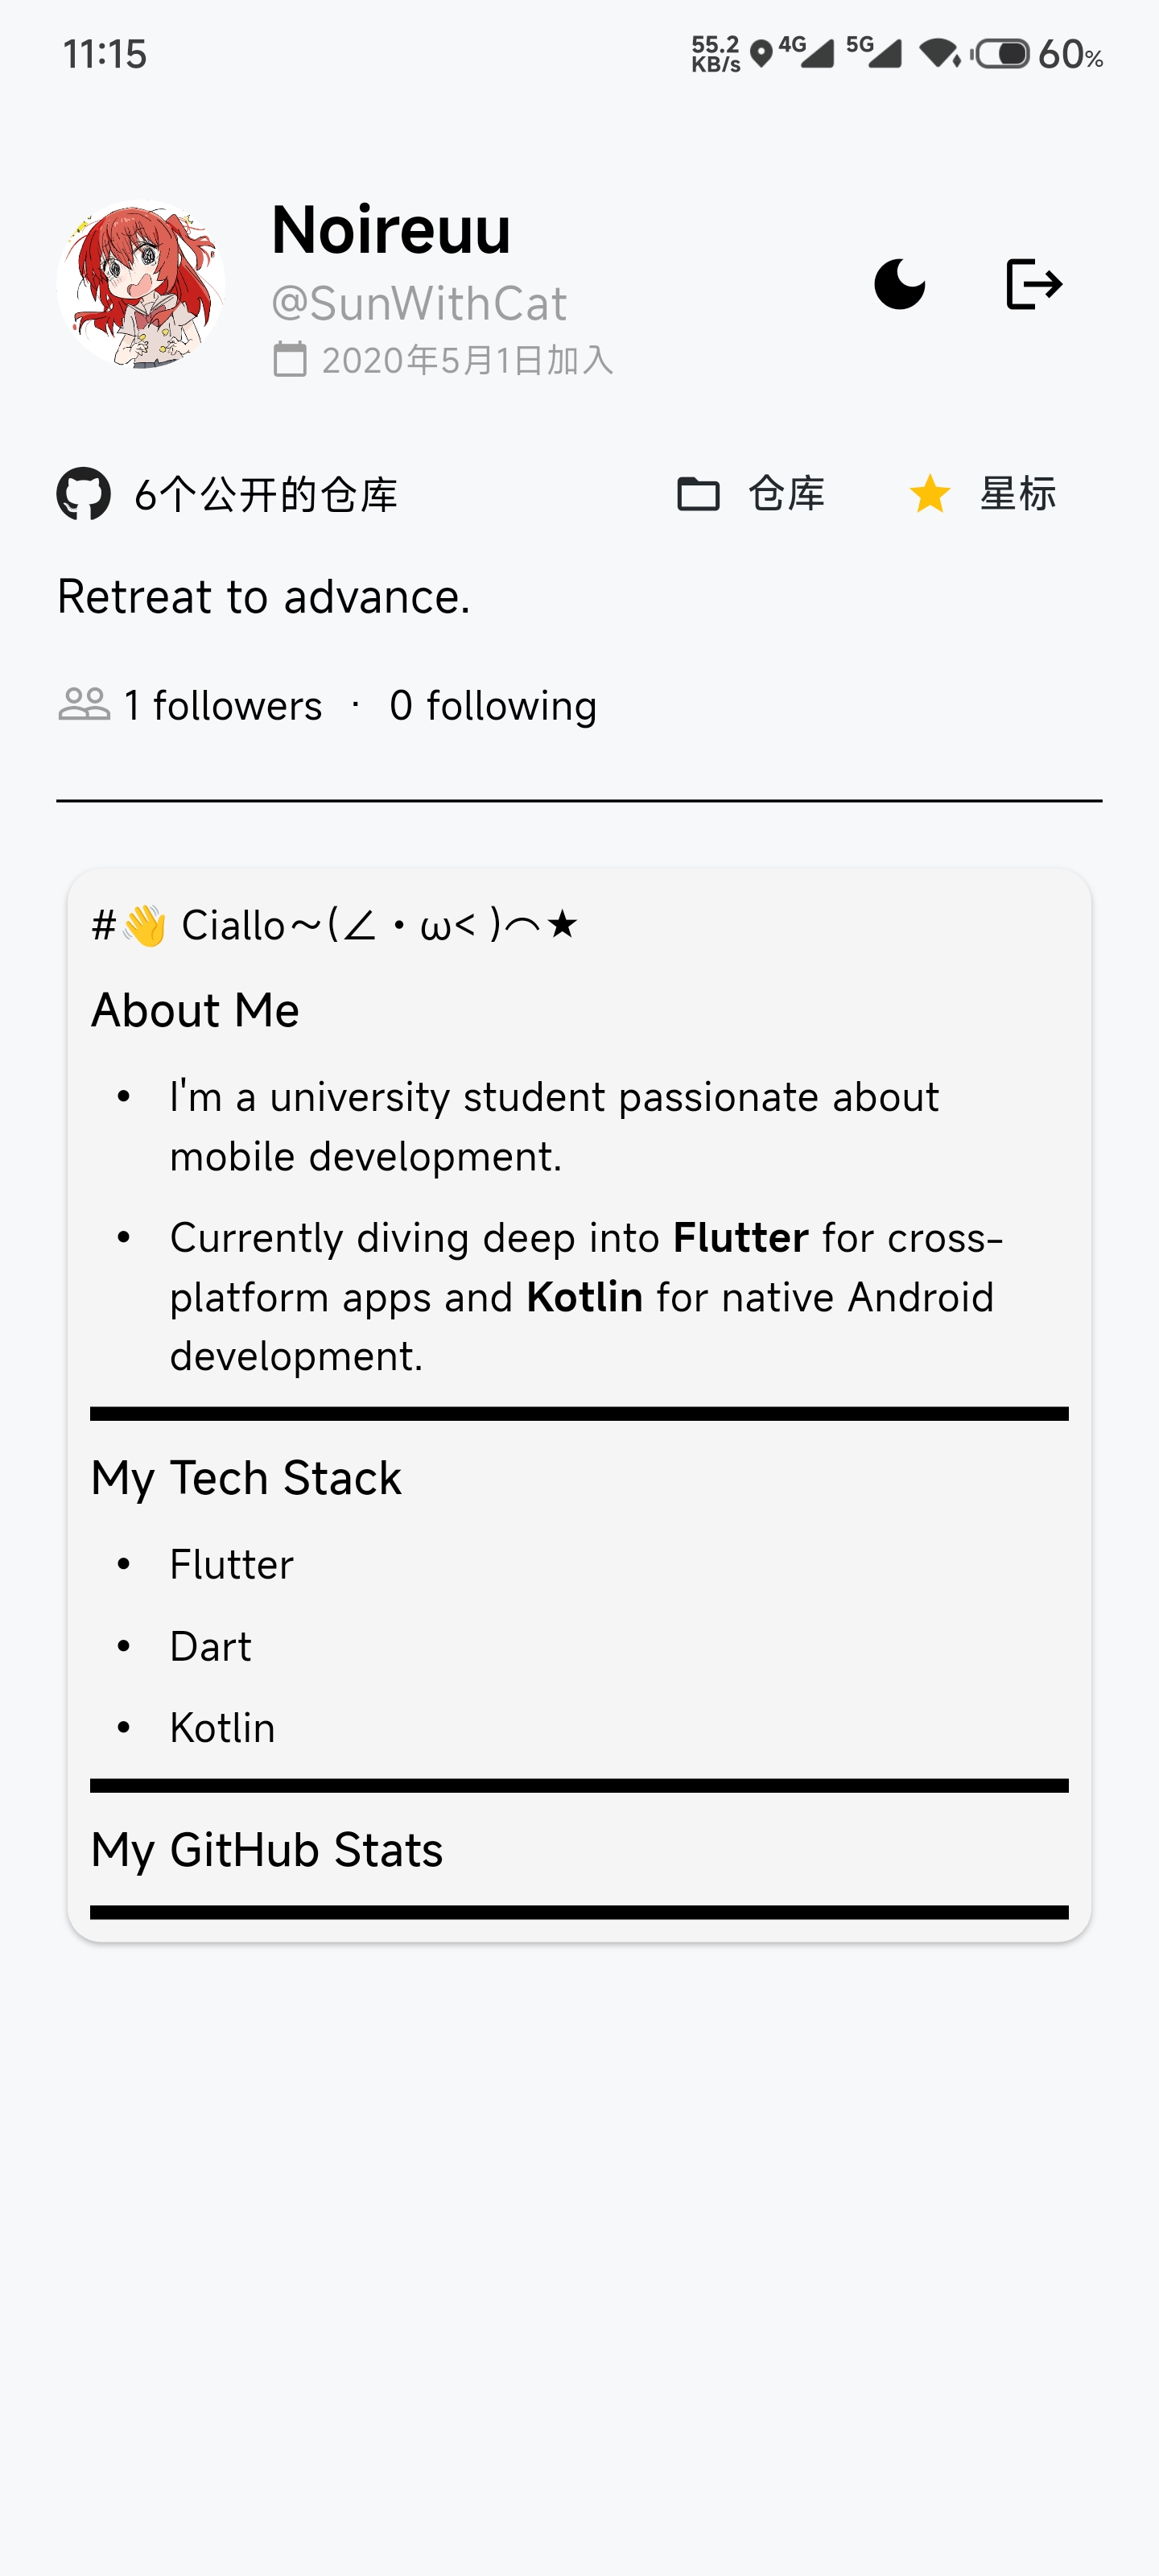 11:15
55.2
KB/s
4G
5G
60%
Noireuu
@SunWithCat
2020年5月1日加入
6个公开的仓库
仓库
星标
Retreat to advance.
1 followers · 0 following
#👋 Ciallo～(∠・ω< )⌒★
About Me
• I'm a university student passionate about
mobile development.
• Currently diving deep into Flutter for cross-
platform apps and Kotlin for native Android
development.
My Tech Stack
• Flutter
• Dart
• Kotlin
My GitHub Stats